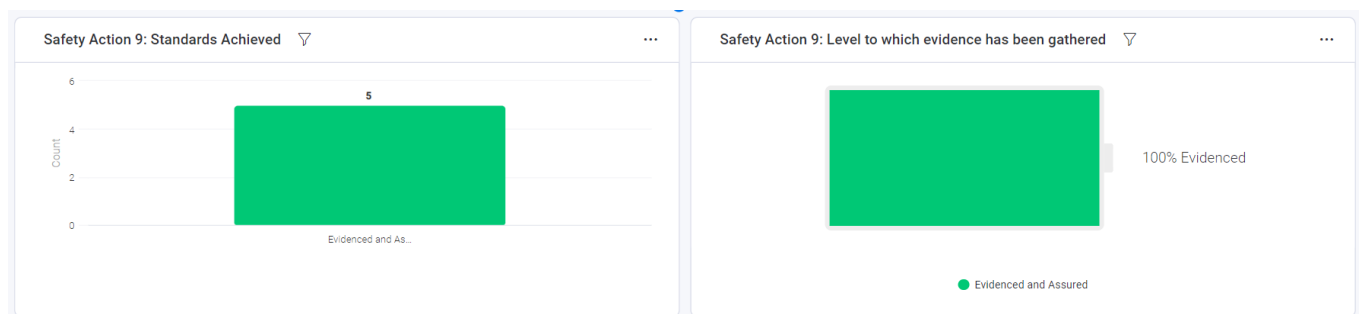 Safety Action 9: Standards Achieved
...
6
5
4
Count
2
0
Evidenced and As...
Safety Action 9: Level to which evidence has been gathered
...
100% Evidenced
Evidenced and Assured